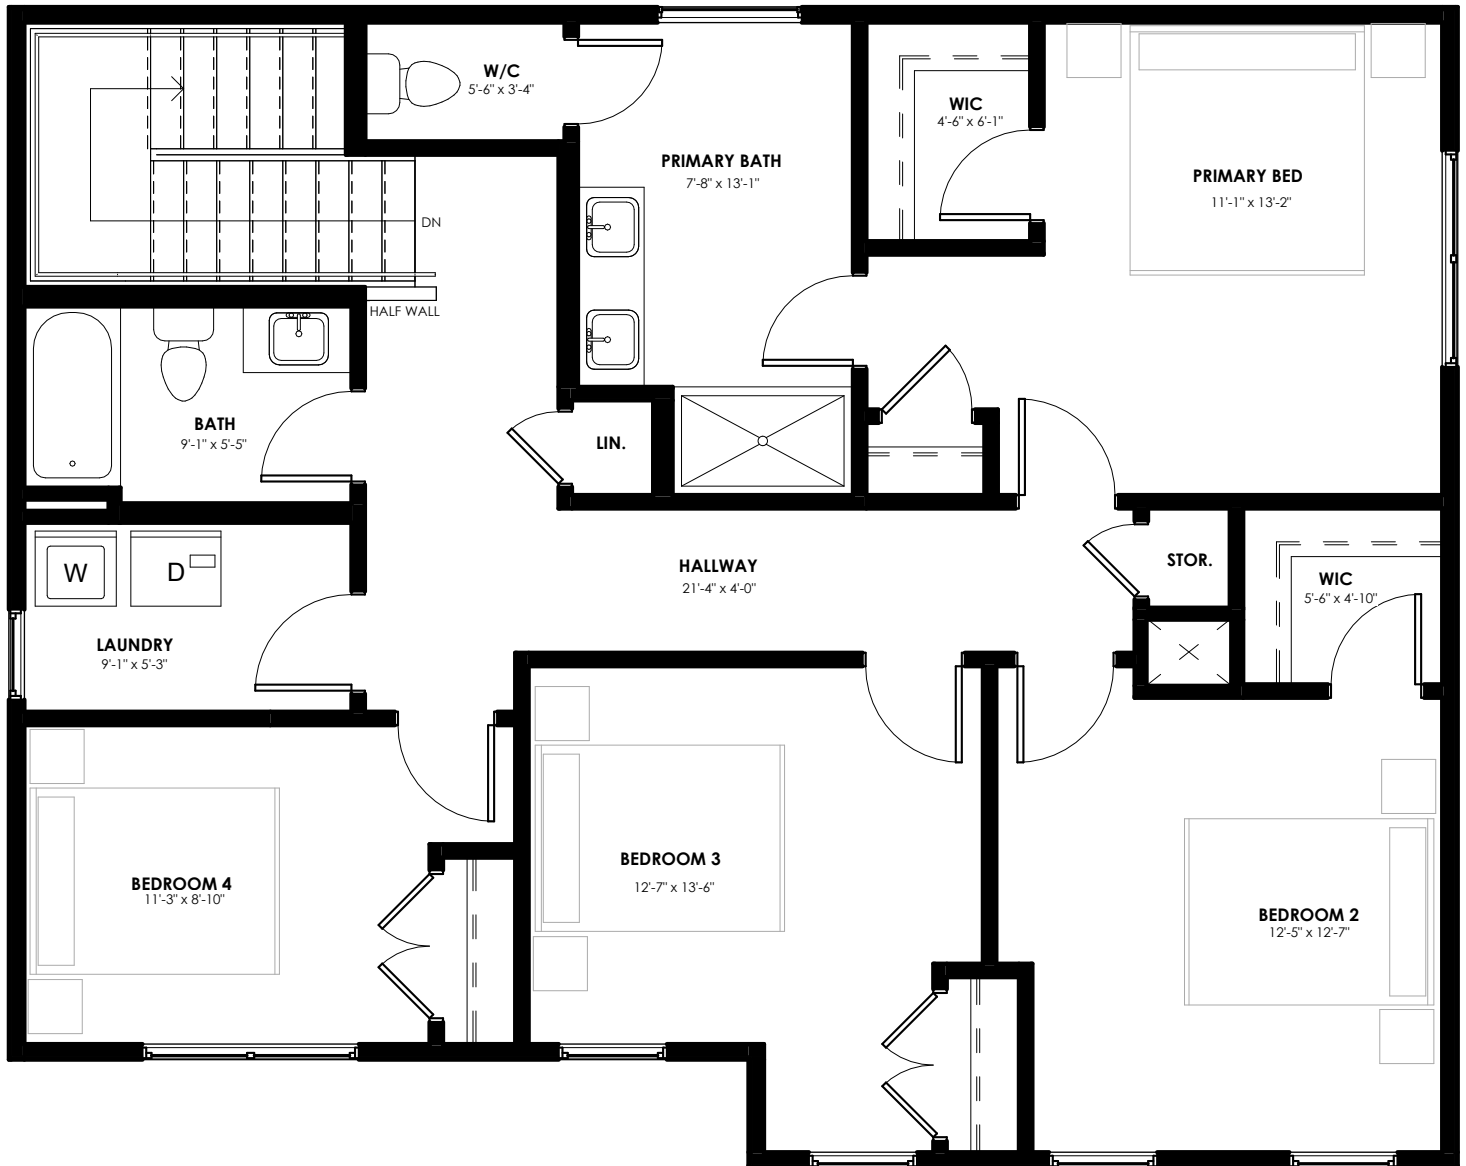 W/C
5'-6" x 3'-4"
WIC
4'-6" x 6'-1"
PRIMARY BATH
7'-8" x 13'-1"
PRIMARY BED
11'-1" x 13'-2"
DN
HALF WALL
BATH
9'-1" x 5'-5"
LIN.
HALLWAY
21'-4" x 4'-0"
STOR.
WIC
5'-6" x 4'-10"
W
D
LAUNDRY
9'-1" x 5'-3"
BEDROOM 4
11'-3" x 8'-10"
BEDROOM 3
12'-7" x 13'-6"
BEDROOM 2
12'-5" x 12'-7"